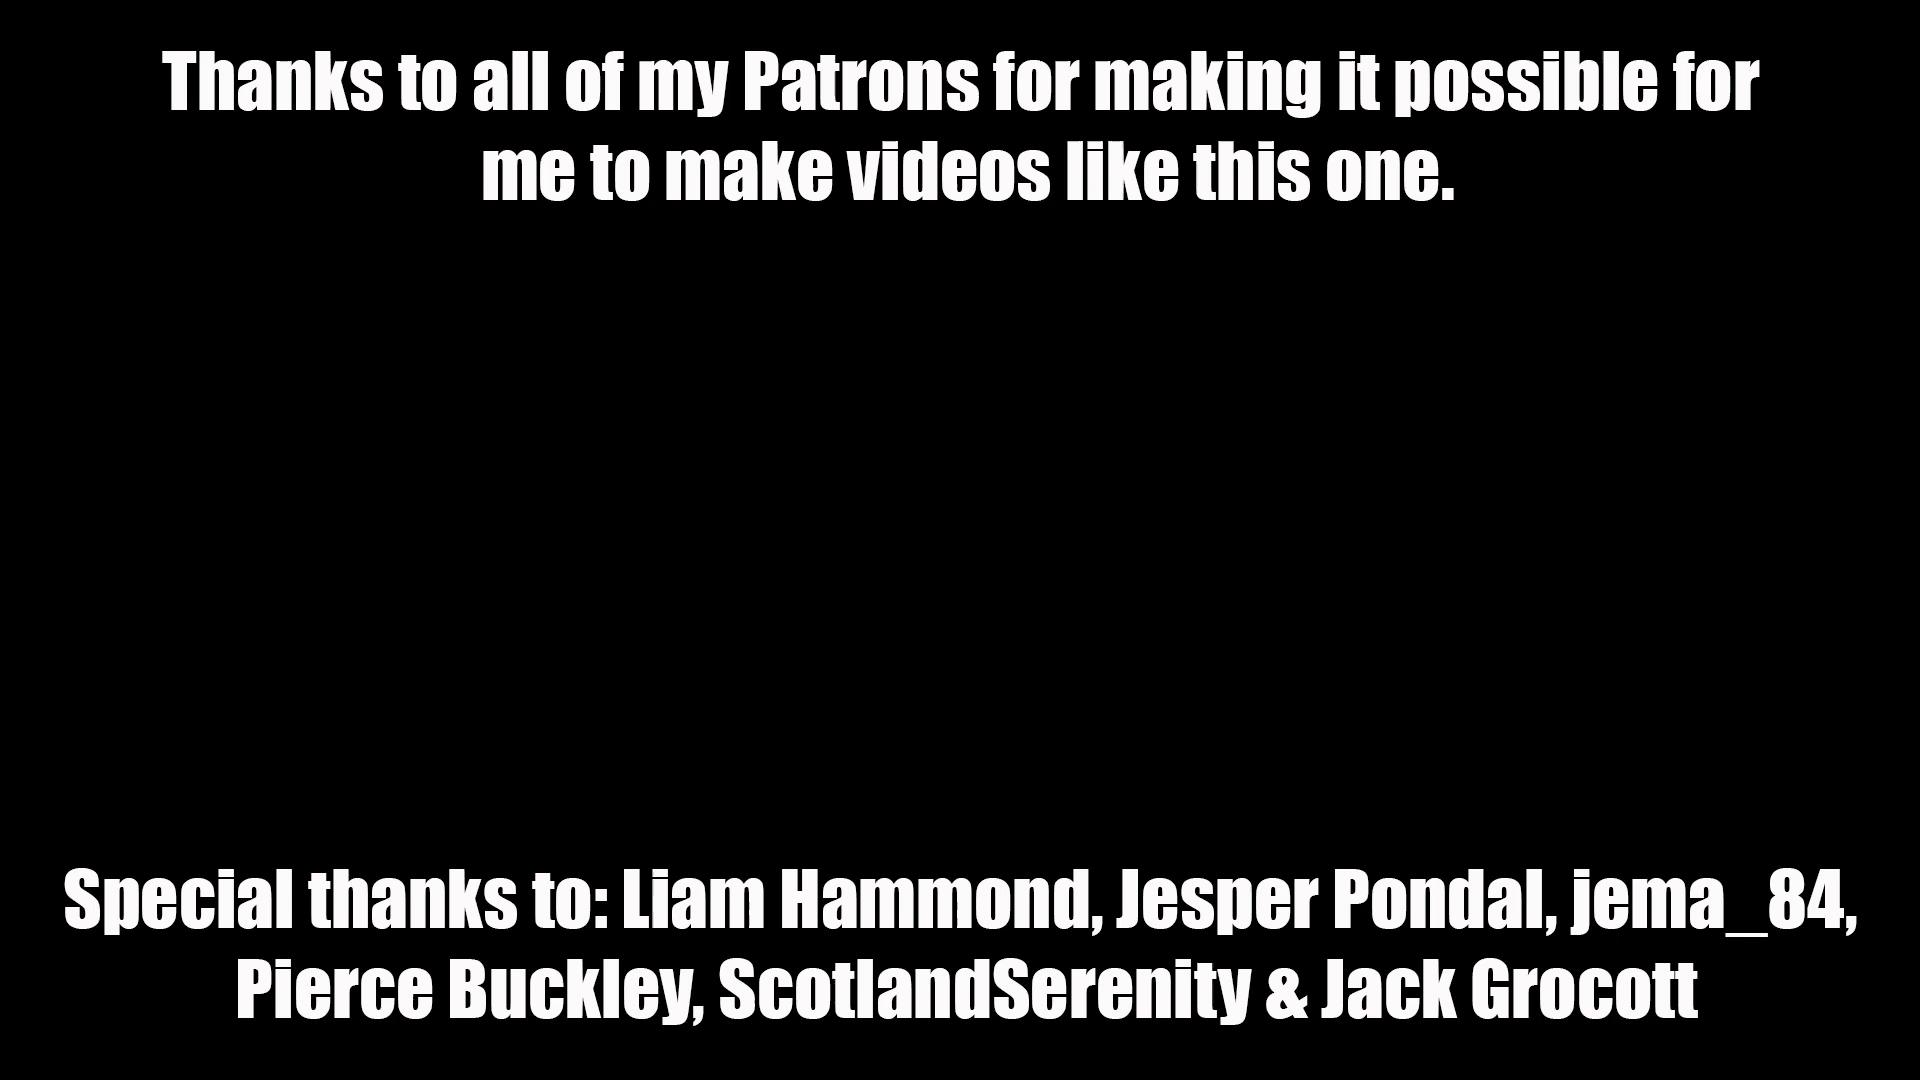 Thanks to all of my Patrons for making it possible for
me to make videos like this one.
Special thanks to: Liam Hammond, Jesper Pondal, jema_84,
Pierce Buckley, ScotlandSerenity & Jack Grocott